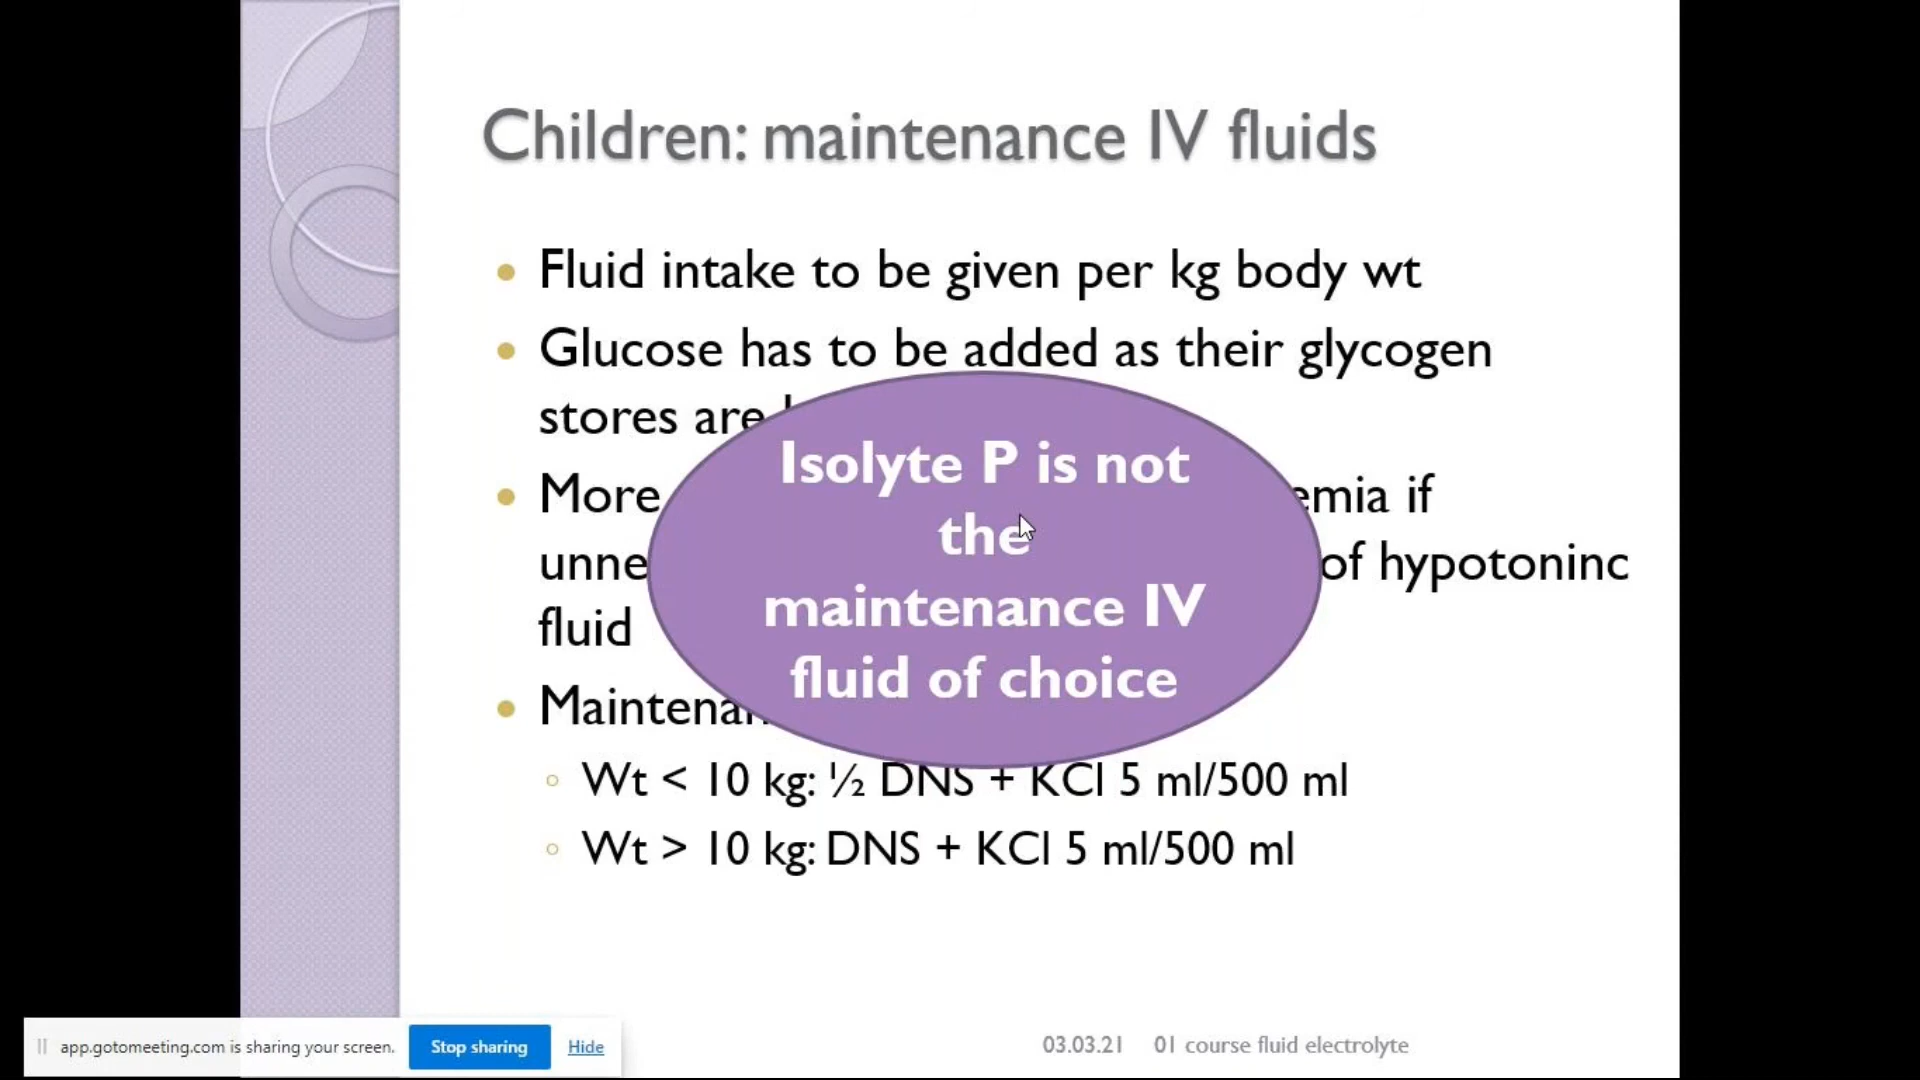 Children: maintenance IV fluids
Fluid intake to be given per kg body wt
Glucose has to be added as their glycogen
stores are
Isolyte P is not
the
maintenance IV
fluid of choice
More
emia if
unne
of hypotoninc
fluid
Maintenan
Wt < 10 kg: ½ DNS + KCl 5 ml/500 ml
Wt > 10 kg: DNS + KCl 5 ml/500 ml
app.gotomeeting.com is sharing your screen. Stop sharing Hide
03.03.21 01 course fluid electrolyte